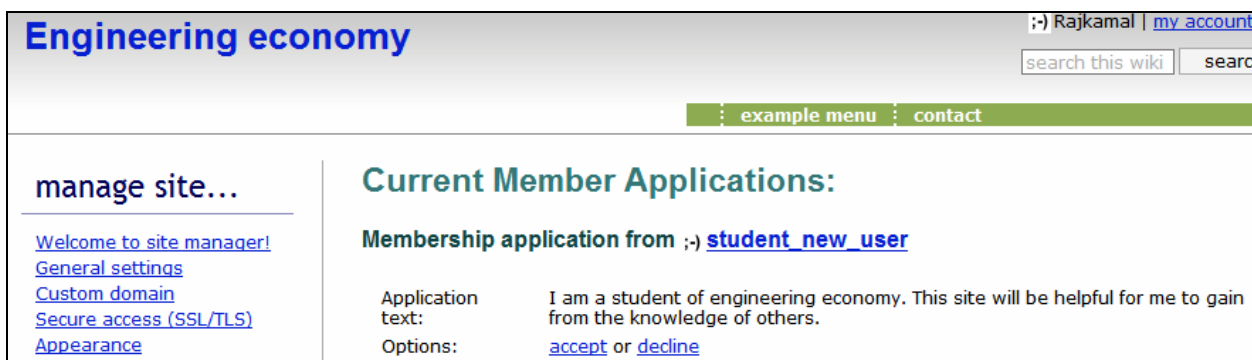 Engineering economy
;-) Rajkamal | my account
search this wiki
example menu
contact
manage site...
Welcome to site manager!
General settings
Custom domain
Secure access (SSL/TLS)
Appearance
Current Member Applications:
Membership application from ;-) student_new_user
Application text:
I am a student of engineering economy. This site will be helpful for me to gain
from the knowledge of others.
Options:
accept or decline